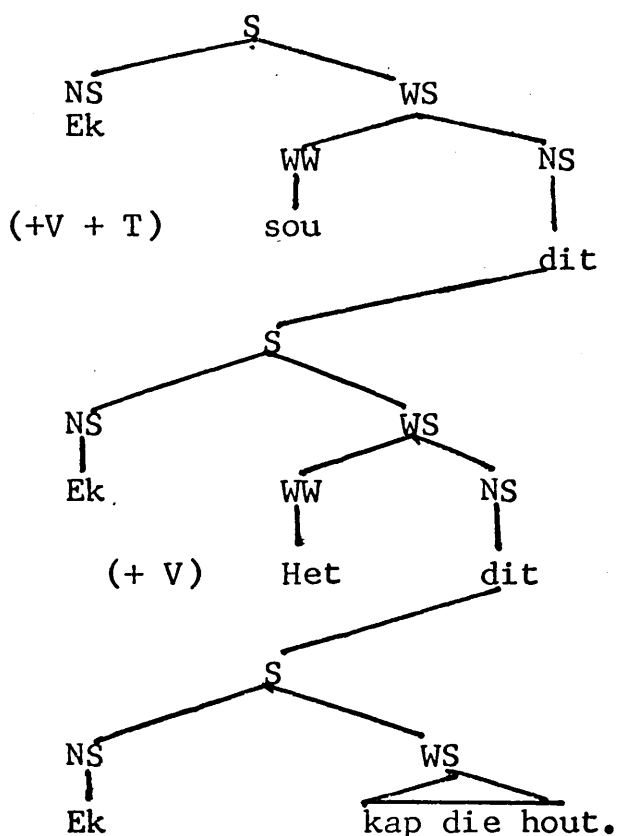 S
NS WS
Ek
WW NS
(+V + T) sou
dit
S
NS WS
Ek WW NS
(+ V) Het dit
S
NS WS
Ek kap die hout.